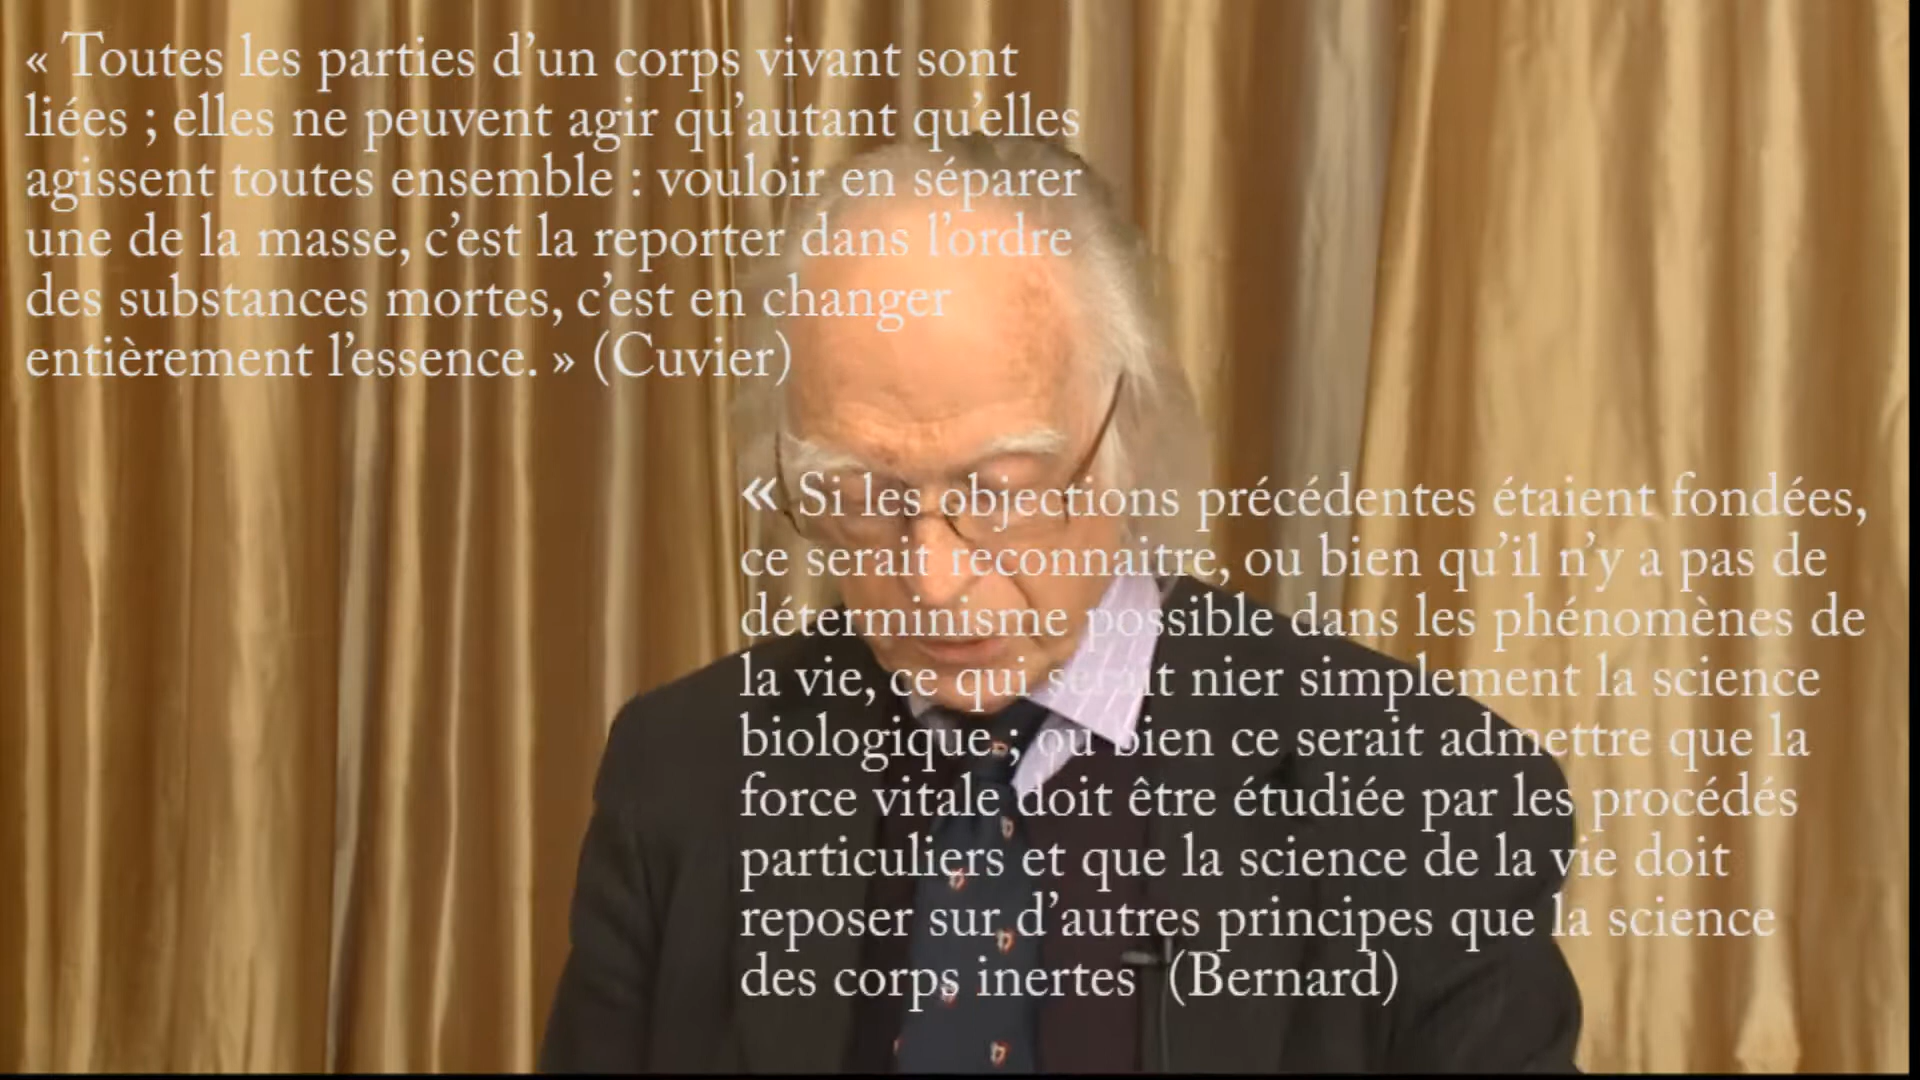 « Toutes les parties d’un corps vivant sont
liées ; elles ne peuvent agir qu’autant qu’elles
agissent toutes ensemble : vouloir en séparer
une de la masse, c’est la reporter dans l’ordre
des substances mortes, c’est en changer
entièrement l’essence. » (Cuvier)
« Si les objections précédentes étaient fondées,
ce serait reconnaitre, ou bien qu’il n’y a pas de
déterminisme possible dans les phénomènes de
la vie, ce qui serait nier simplement la science
biologique ; ou bien ce serait admettre que la
force vitale doit être étudiée par les procédés
particuliers et que la science de la vie doit
reposer sur d’autres principes que la science
des corps inertes (Bernard)